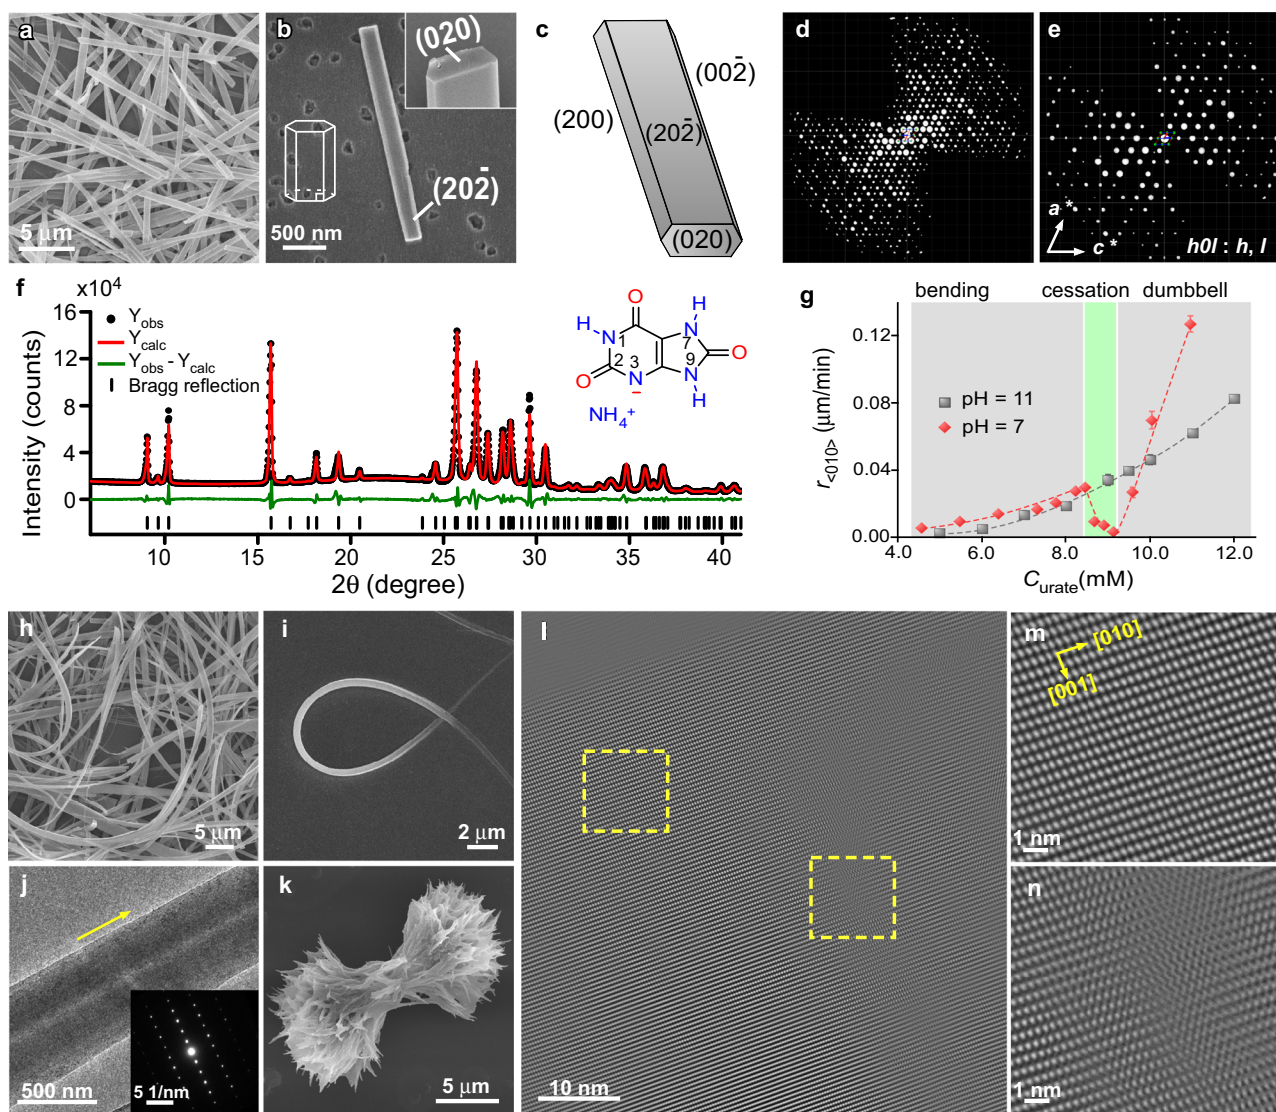 a
5 μm
b
(020)
(202̄)
500 nm
c
(002̄)
(200)
(202̄)
(020)
d
e
a*
c*
h0l : h, l
f
x10⁴
16
12
8
4
0
Intensity (counts)
Y_obs
Y_calc
Y_obs - Y_calc
Bragg reflection
O
H
H
N
N
1
7
2
3
9
O
O
N
N
−
H
NH₄⁺
10
15
20
25
30
35
40
2θ (degree)
g
bending
cessation
dumbbell
0.12
0.08
0.04
0.00
r<010> (μm/min)
pH = 11
pH = 7
4.0
6.0
8.0
10.0
12.0
C_urate(mM)
h
5 μm
i
2 μm
j
500 nm
5 1/nm
k
5 μm
l
10 nm
m
[010]
[001]
1 nm
n
1 nm